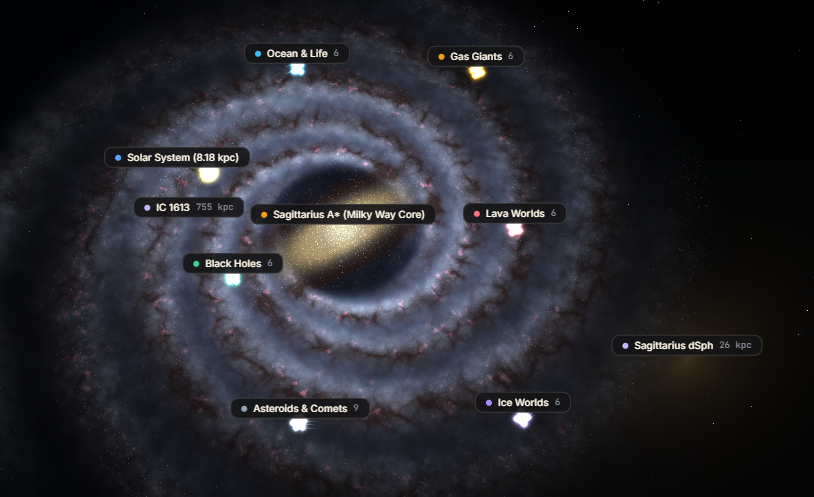 Ocean & Life 6
Gas Giants 6
Solar System (8.18 kpc)
IC 1613 755 kpc
Sagittarius A* (Milky Way Core)
Lava Worlds 6
Black Holes 6
Sagittarius dSph 26 kpc
Asteroids & Comets 9
Ice Worlds 6